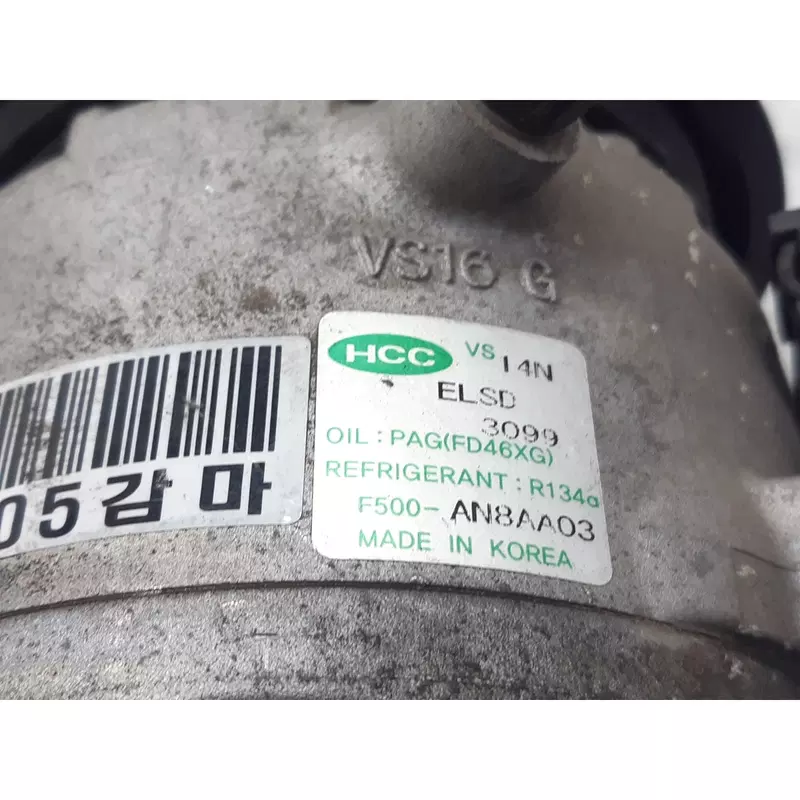 VS16 G
HCC VS 14N
ELSD
3099
OIL : PAG(FD46XG)
REFRIGERANT : R134a
F500- AN8AA03
MADE IN KOREA
05감마